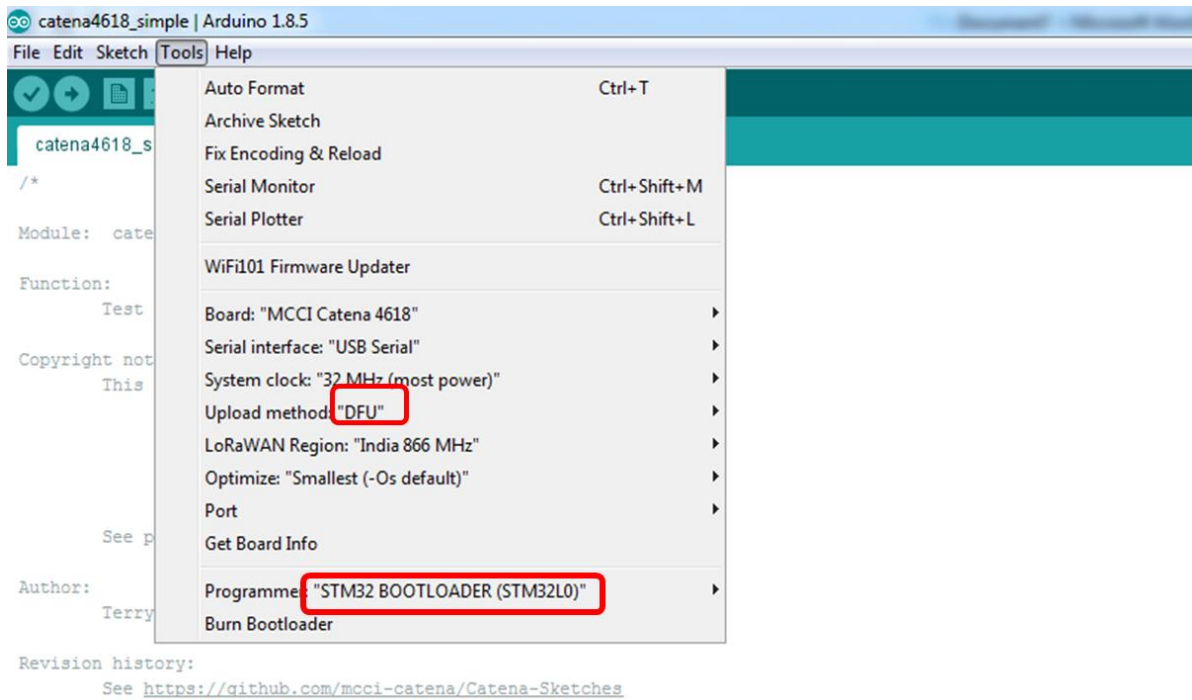 catena4618_simple | Arduino 1.8.5
File Edit Sketch Tools Help
Auto Format Ctrl+T
Archive Sketch
catena4618_s
Fix Encoding & Reload
/*
Serial Monitor Ctrl+Shift+M
Serial Plotter Ctrl+Shift+L
Module: cate
WiFi101 Firmware Updater
Function:
Test
Board: "MCCI Catena 4618"
Serial interface: "USB Serial"
Copyright not
This
System clock: "32 MHz (most power)"
Upload method: "DFU"
LoRaWAN Region: "India 866 MHz"
Optimize: "Smallest (-Os default)"
Port
See p
Get Board Info
Author:
Programmer: "STM32 BOOTLOADER (STM32L0)"
Terry
Burn Bootloader
Revision history:
See https://github.com/mcci-catena/Catena-Sketches